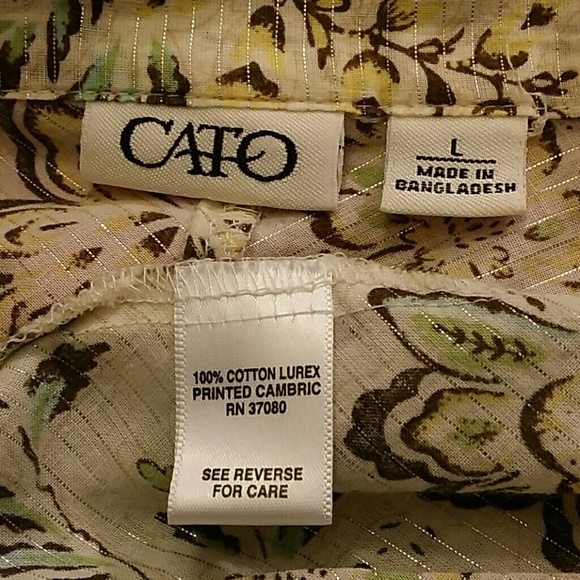 CATO
L
MADE IN
BANGLADESH
100% COTTON LUREX
PRINTED CAMBRIC
RN 37080
SEE REVERSE
FOR CARE